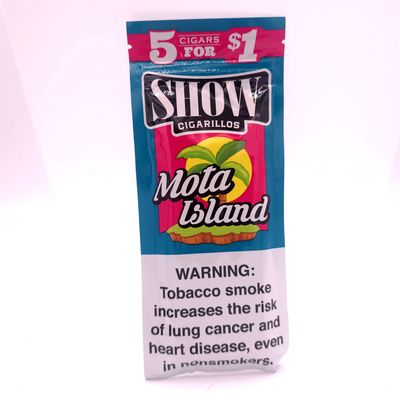 5 CIGARS FOR $1
SHOW
CIGARILLOS
Mota
Island
WARNING:
Tobacco smoke
increases the risk
of lung cancer and
heart disease, even
in nonsmokers.